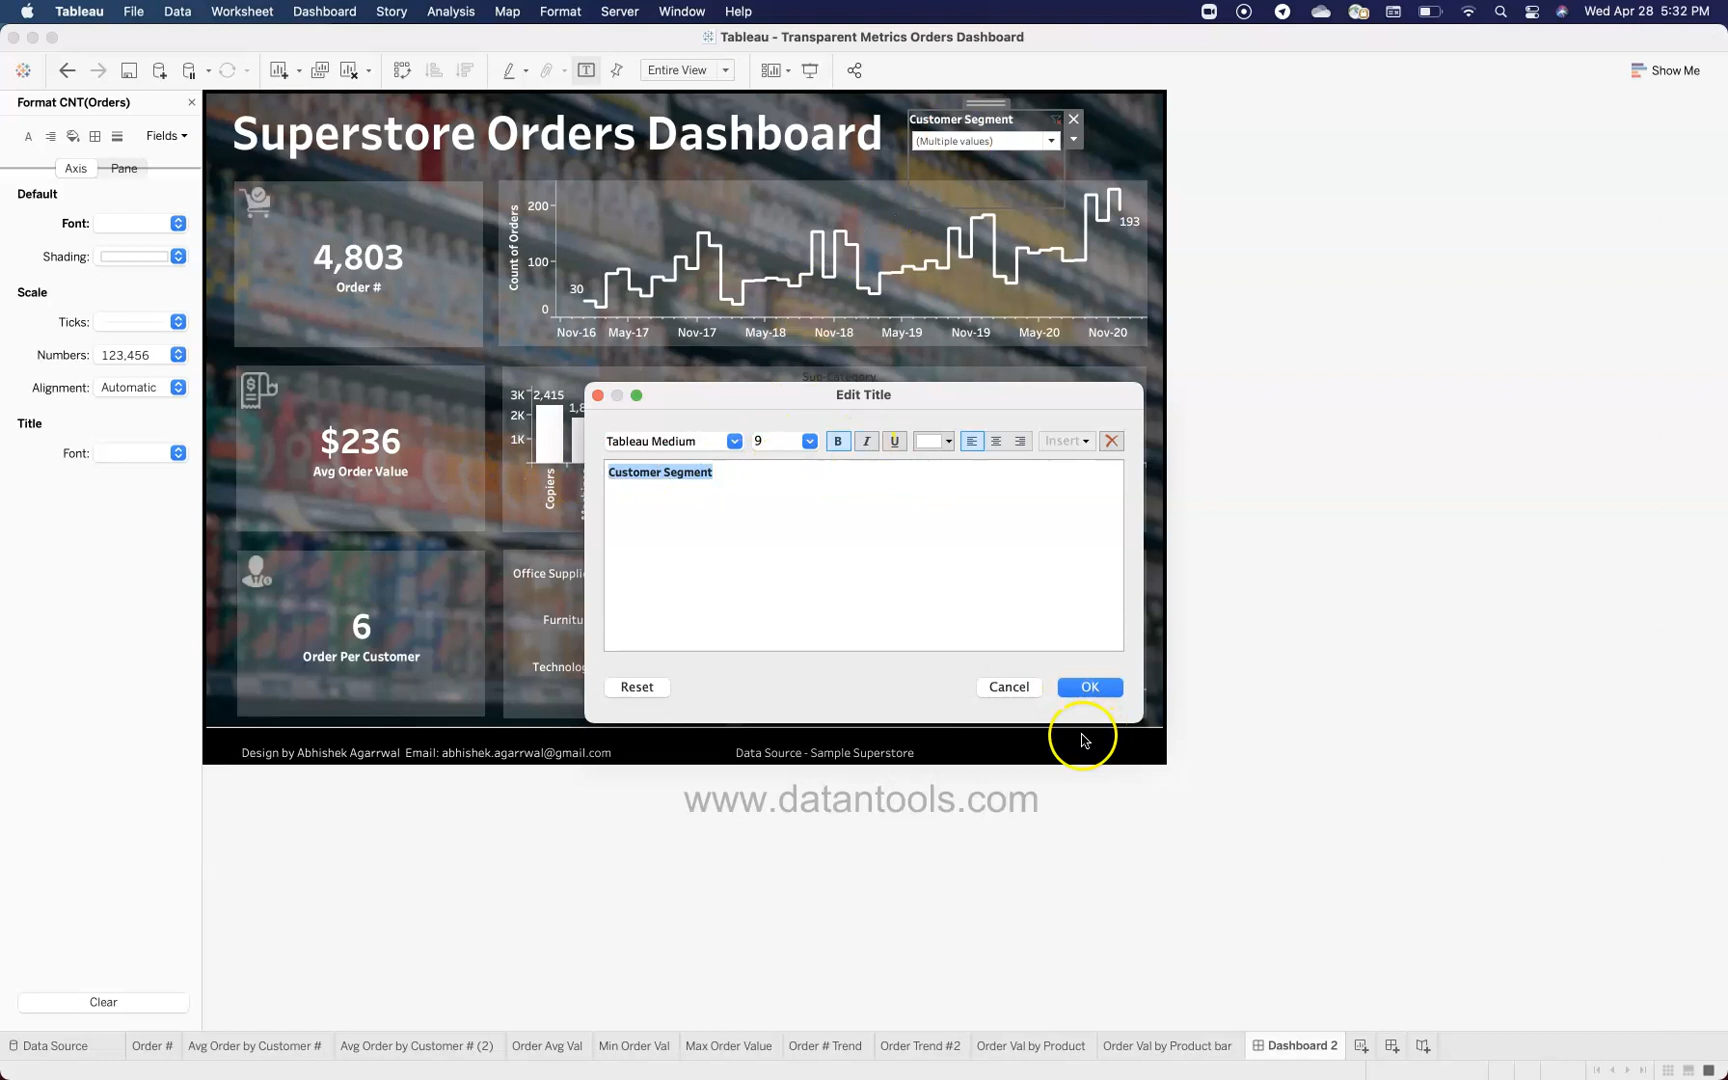 Tableau File Data Worksheet Dashboard Story Analysis Map Format Server Window Help Wed Apr 28 5:32 PM
Tableau - Transparent Metrics Orders Dashboard
Entire View Show Me
Format CNT(Orders)
Fields
Axis Pane
Default
Font:
Shading:
Scale
Ticks:
Numbers: 123,456
Alignment: Automatic
Title
Font:
Clear
Superstore Orders Dashboard
Customer Segment
(Multiple values)
4,803
Order #
Count of Orders
200
100
0
30
193
Nov-16 May-17 Nov-17 May-18 Nov-18 May-19 Nov-19 May-20 Nov-20
$236
Avg Order Value
Sub-Category
3K 2,415 1,8
2K
1K
Copiers
6
Order Per Customer
Office Supplie
Furnitu
Technolog
Edit Title
Tableau Medium 9 B I U Insert
Customer Segment
Reset Cancel OK
Design by Abhishek Agarrwal Email: abhishek.agarrwal@gmail.com Data Source - Sample Superstore
www.datantools.com
Data Source Order # Avg Order by Customer # Avg Order by Customer # (2) Order Avg Val Min Order Val Max Order Value Order # Trend Order Trend #2 Order Val by Product Order Val by Product bar Dashboard 2